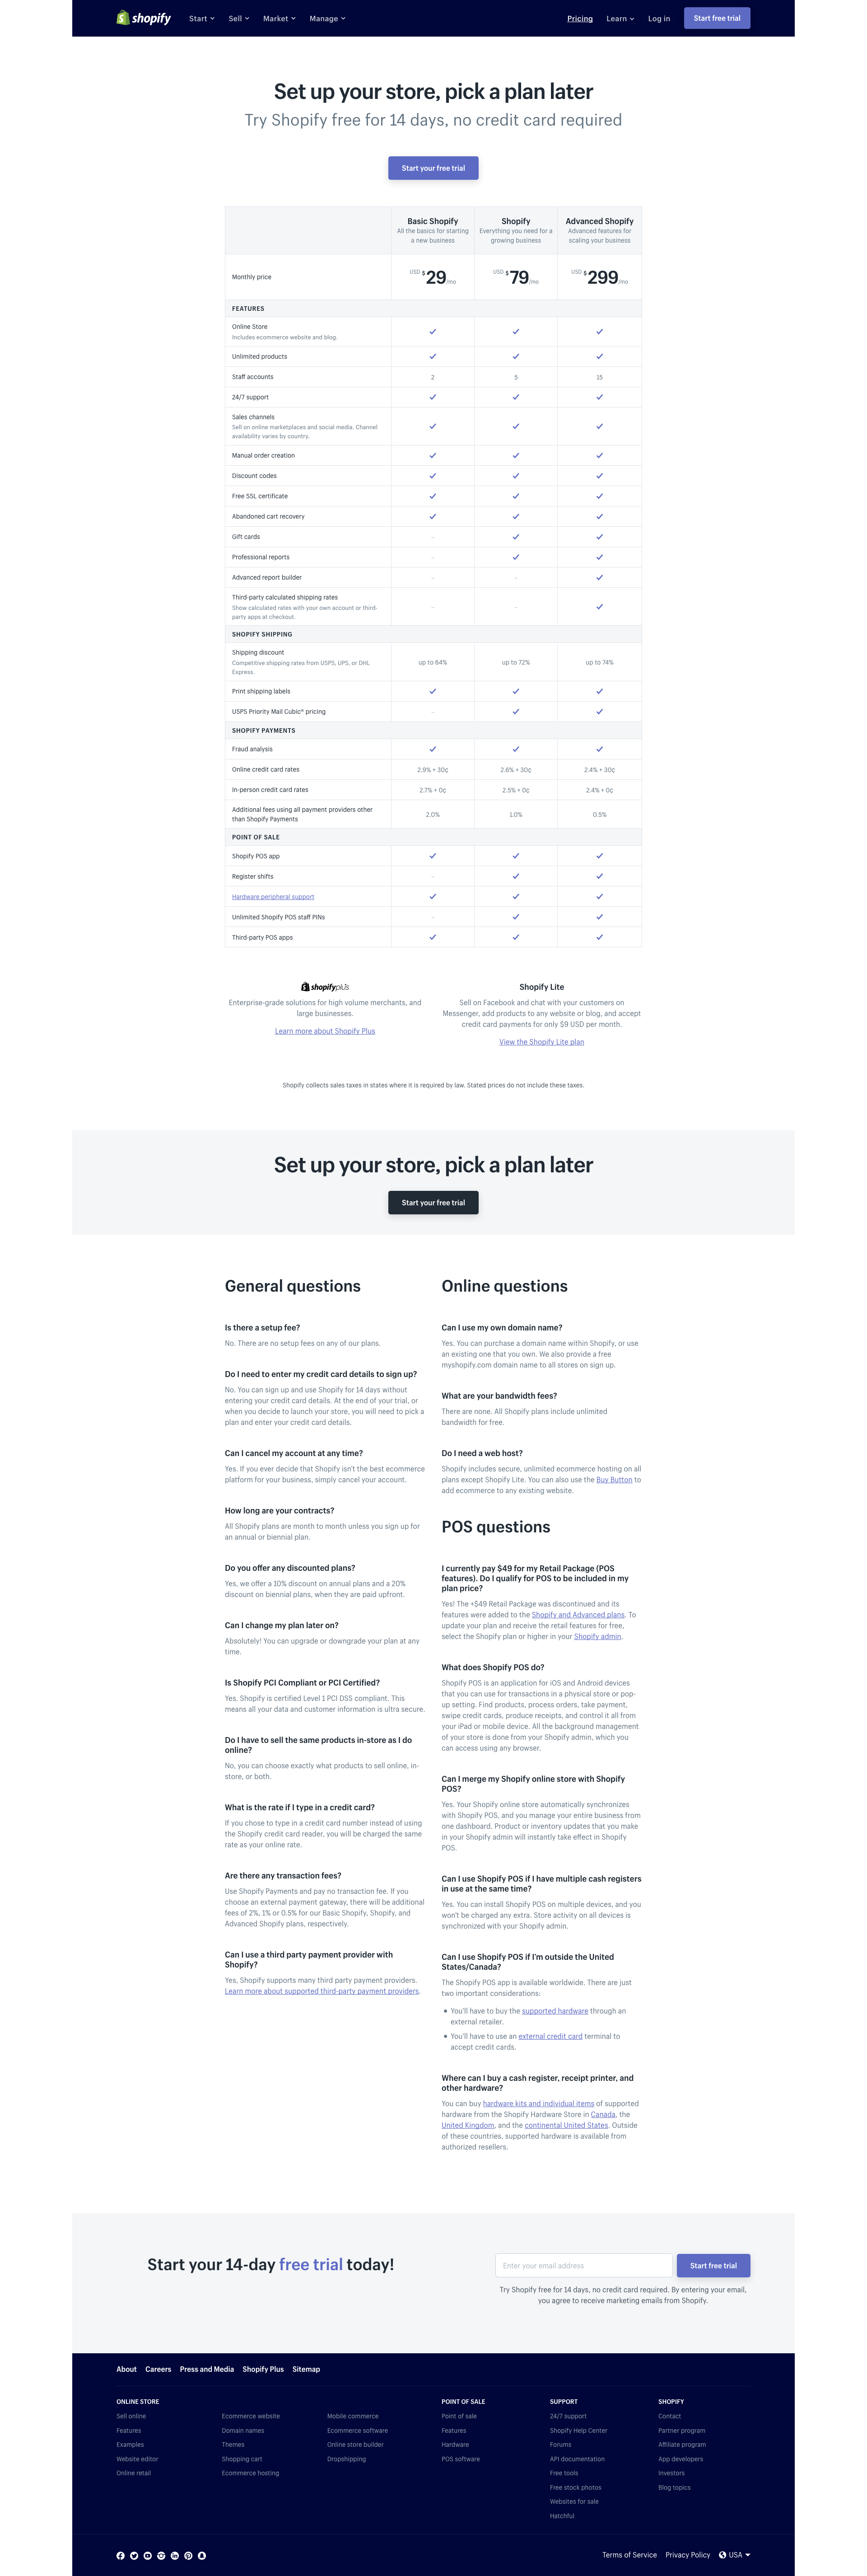 shopify Start Sell Market Manage Pricing Learn Log in Start free trial
Set up your store, pick a plan later
Try Shopify free for 14 days, no credit card required
Start your free trial
Basic Shopify Shopify Advanced Shopify
All the basics for starting Everything you need for a Advanced features for
a new business growing business scaling your business
Monthly price USD $29/mo USD $79/mo USD $299/mo
FEATURES
Online Store ✓ ✓ ✓
Includes ecommerce website and blog.
Unlimited products ✓ ✓ ✓
Staff accounts 2 5 15
24/7 support ✓ ✓ ✓
Sales channels
Sell on online marketplaces and social media. Channel ✓ ✓ ✓
availability varies by country.
Manual order creation ✓ ✓ ✓
Discount codes ✓ ✓ ✓
Free SSL certificate ✓ ✓ ✓
Abandoned cart recovery ✓ ✓ ✓
Gift cards – ✓ ✓
Professional reports – ✓ ✓
Advanced report builder – – ✓
Third-party calculated shipping rates
Show calculated rates with your own account or third- – – ✓
party apps at checkout.
SHOPIFY SHIPPING
Shipping discount
Competitive shipping rates from USPS, UPS, or DHL up to 64% up to 72% up to 74%
Express.
Print shipping labels ✓ ✓ ✓
USPS Priority Mail Cubic® pricing – ✓ ✓
SHOPIFY PAYMENTS
Fraud analysis ✓ ✓ ✓
Online credit card rates 2.9% + 30¢ 2.6% + 30¢ 2.4% + 30¢
In-person credit card rates 2.7% + 0¢ 2.5% + 0¢ 2.4% + 0¢
Additional fees using all payment providers other 2.0% 1.0% 0.5%
than Shopify Payments
POINT OF SALE
Shopify POS app ✓ ✓ ✓
Register shifts – ✓ ✓
Hardware peripheral support ✓ ✓ ✓
Unlimited Shopify POS staff PINs – ✓ ✓
Third-party POS apps ✓ ✓ ✓
shopifyplus
Enterprise-grade solutions for high volume merchants, and
large businesses.
Learn more about Shopify Plus
Shopify Lite
Sell on Facebook and chat with your customers on
Messenger, add products to any website or blog, and accept
credit card payments for only $9 USD per month.
View the Shopify Lite plan
Shopify collects sales taxes in states where it is required by law. Stated prices do not include these taxes.
Set up your store, pick a plan later
Start your free trial
General questions
Is there a setup fee?
No. There are no setup fees on any of our plans.
Do I need to enter my credit card details to sign up?
No. You can sign up and use Shopify for 14 days without
entering your credit card details. At the end of your trial, or
when you decide to launch your store, you will need to pick a
plan and enter your credit card details.
Can I cancel my account at any time?
Yes. If you ever decide that Shopify isn't the best ecommerce
platform for your business, simply cancel your account.
How long are your contracts?
All Shopify plans are month to month unless you sign up for
an annual or biennial plan.
Do you offer any discounted plans?
Yes, we offer a 10% discount on annual plans and a 20%
discount on biennial plans, when they are paid upfront.
Can I change my plan later on?
Absolutely! You can upgrade or downgrade your plan at any
time.
Is Shopify PCI Compliant or PCI Certified?
Yes. Shopify is certified Level 1 PCI DSS compliant. This
means all your data and customer information is ultra secure.
Do I have to sell the same products in-store as I do
online?
No, you can choose exactly what products to sell online, in-
store, or both.
What is the rate if I type in a credit card?
If you chose to type in a credit card number instead of using
the Shopify credit card reader, you will be charged the same
rate as your online rate.
Are there any transaction fees?
Use Shopify Payments and pay no transaction fee. If you
choose an external payment gateway, there will be additional
fees of 2%, 1% or 0.5% for our Basic Shopify, Shopify, and
Advanced Shopify plans, respectively.
Can I use a third party payment provider with
Shopify?
Yes, Shopify supports many third party payment providers.
Learn more about supported third-party payment providers.
Online questions
Can I use my own domain name?
Yes. You can purchase a domain name within Shopify, or use
an existing one that you own. We also provide a free
myshopify.com domain name to all stores on sign up.
What are your bandwidth fees?
There are none. All Shopify plans include unlimited
bandwidth for free.
Do I need a web host?
Shopify includes secure, unlimited ecommerce hosting on all
plans except Shopify Lite. You can also use the Buy Button to
add ecommerce to any existing website.
POS questions
I currently pay $49 for my Retail Package (POS
features). Do I qualify for POS to be included in my
plan price?
Yes! The +$49 Retail Package was discontinued and its
features were added to the Shopify and Advanced plans. To
update your plan and receive the retail features for free,
select the Shopify plan or higher in your Shopify admin.
What does Shopify POS do?
Shopify POS is an application for iOS and Android devices
that you can use for transactions in a physical store or pop-
up setting. Find products, process orders, take payment,
swipe credit cards, produce receipts, and control it all from
your iPad or mobile device. All the background management
of your store is done from your Shopify admin, which you
can access using any browser.
Can I merge my Shopify online store with Shopify
POS?
Yes. Your Shopify online store automatically synchronizes
with Shopify POS, and you manage your entire business from
one dashboard. Product or inventory updates that you make
in your Shopify admin will instantly take effect in Shopify
POS.
Can I use Shopify POS if I have multiple cash registers
in use at the same time?
Yes. You can install Shopify POS on multiple devices, and you
won't be charged any extra. Store activity on all devices is
synchronized with your Shopify admin.
Can I use Shopify POS if I'm outside the United
States/Canada?
The Shopify POS app is available worldwide. There are just
two important considerations:
• You'll have to buy the supported hardware through an
external retailer.
• You'll have to use an external credit card terminal to
accept credit cards.
Where can I buy a cash register, receipt printer, and
other hardware?
You can buy hardware kits and individual items of supported
hardware from the Shopify Hardware Store in Canada, the
United Kingdom, and the continental United States. Outside
of these countries, supported hardware is available from
authorized resellers.
Start your 14-day free trial today!
Enter your email address Start free trial
Try Shopify free for 14 days, no credit card required. By entering your email,
you agree to receive marketing emails from Shopify.
About Careers Press and Media Shopify Plus Sitemap
ONLINE STORE POINT OF SALE SUPPORT SHOPIFY
Sell online Ecommerce website Mobile commerce Point of sale 24/7 support Contact
Features Domain names Ecommerce software Features Shopify Help Center Partner program
Examples Themes Online store builder Hardware Forums Affiliate program
Website editor Shopping cart Dropshipping POS software API documentation App developers
Online retail Ecommerce hosting Free tools Investors
Free stock photos Blog topics
Websites for sale
Hatchful
Terms of Service Privacy Policy USA